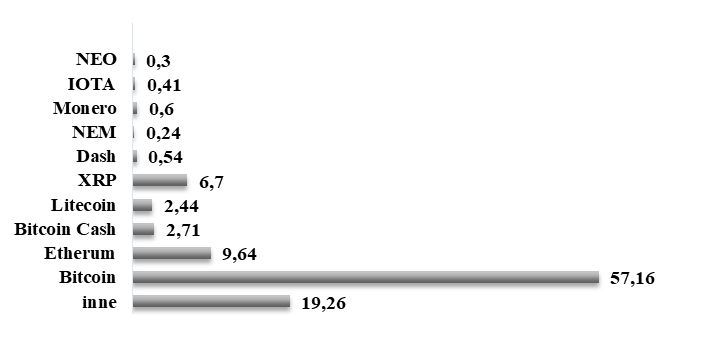 NEO 0,3
IOTA 0,41
Monero 0,6
NEM 0,24
Dash 0,54
XRP 6,7
Litecoin 2,44
Bitcoin Cash 2,71
Etherum 9,64
Bitcoin 57,16
inne 19,26